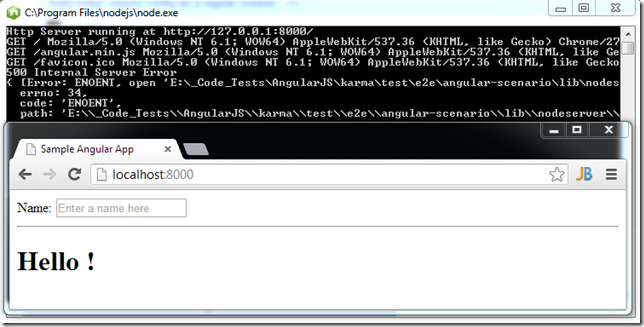 C:\Program Files\nodejs\node.exe
Http Server running at http://127.0.0.1:8000/
GET / Mozilla/5.0 (Windows NT 6.1; WOW64) AppleWebKit/537.36 (KHTML, like Gecko) Chrome/27
GET /angular.min.js Mozilla/5.0 (Windows NT 6.1; WOW64) AppleWebKit/537.36 (KHTML, like Gec
GET /favicon.ico Mozilla/5.0 (Windows NT 6.1; WOW64) AppleWebKit/537.36 (KHTML, like Gecko
500 Internal Server Error
{ [Error: ENOENT, open 'E:\_Code_Tests\AngularJS\karma\test\e2e\angular-scenario\lib\nodes
errno: 34,
code: 'ENOENT',
path: 'E:\\_Code_Tests\\AngularJS\\karma\\test\\e2e\\angular-scenario\\lib\\nodeserver\\
Sample Angular App
localhost:8000
JB
Name: Enter a name here
Hello !